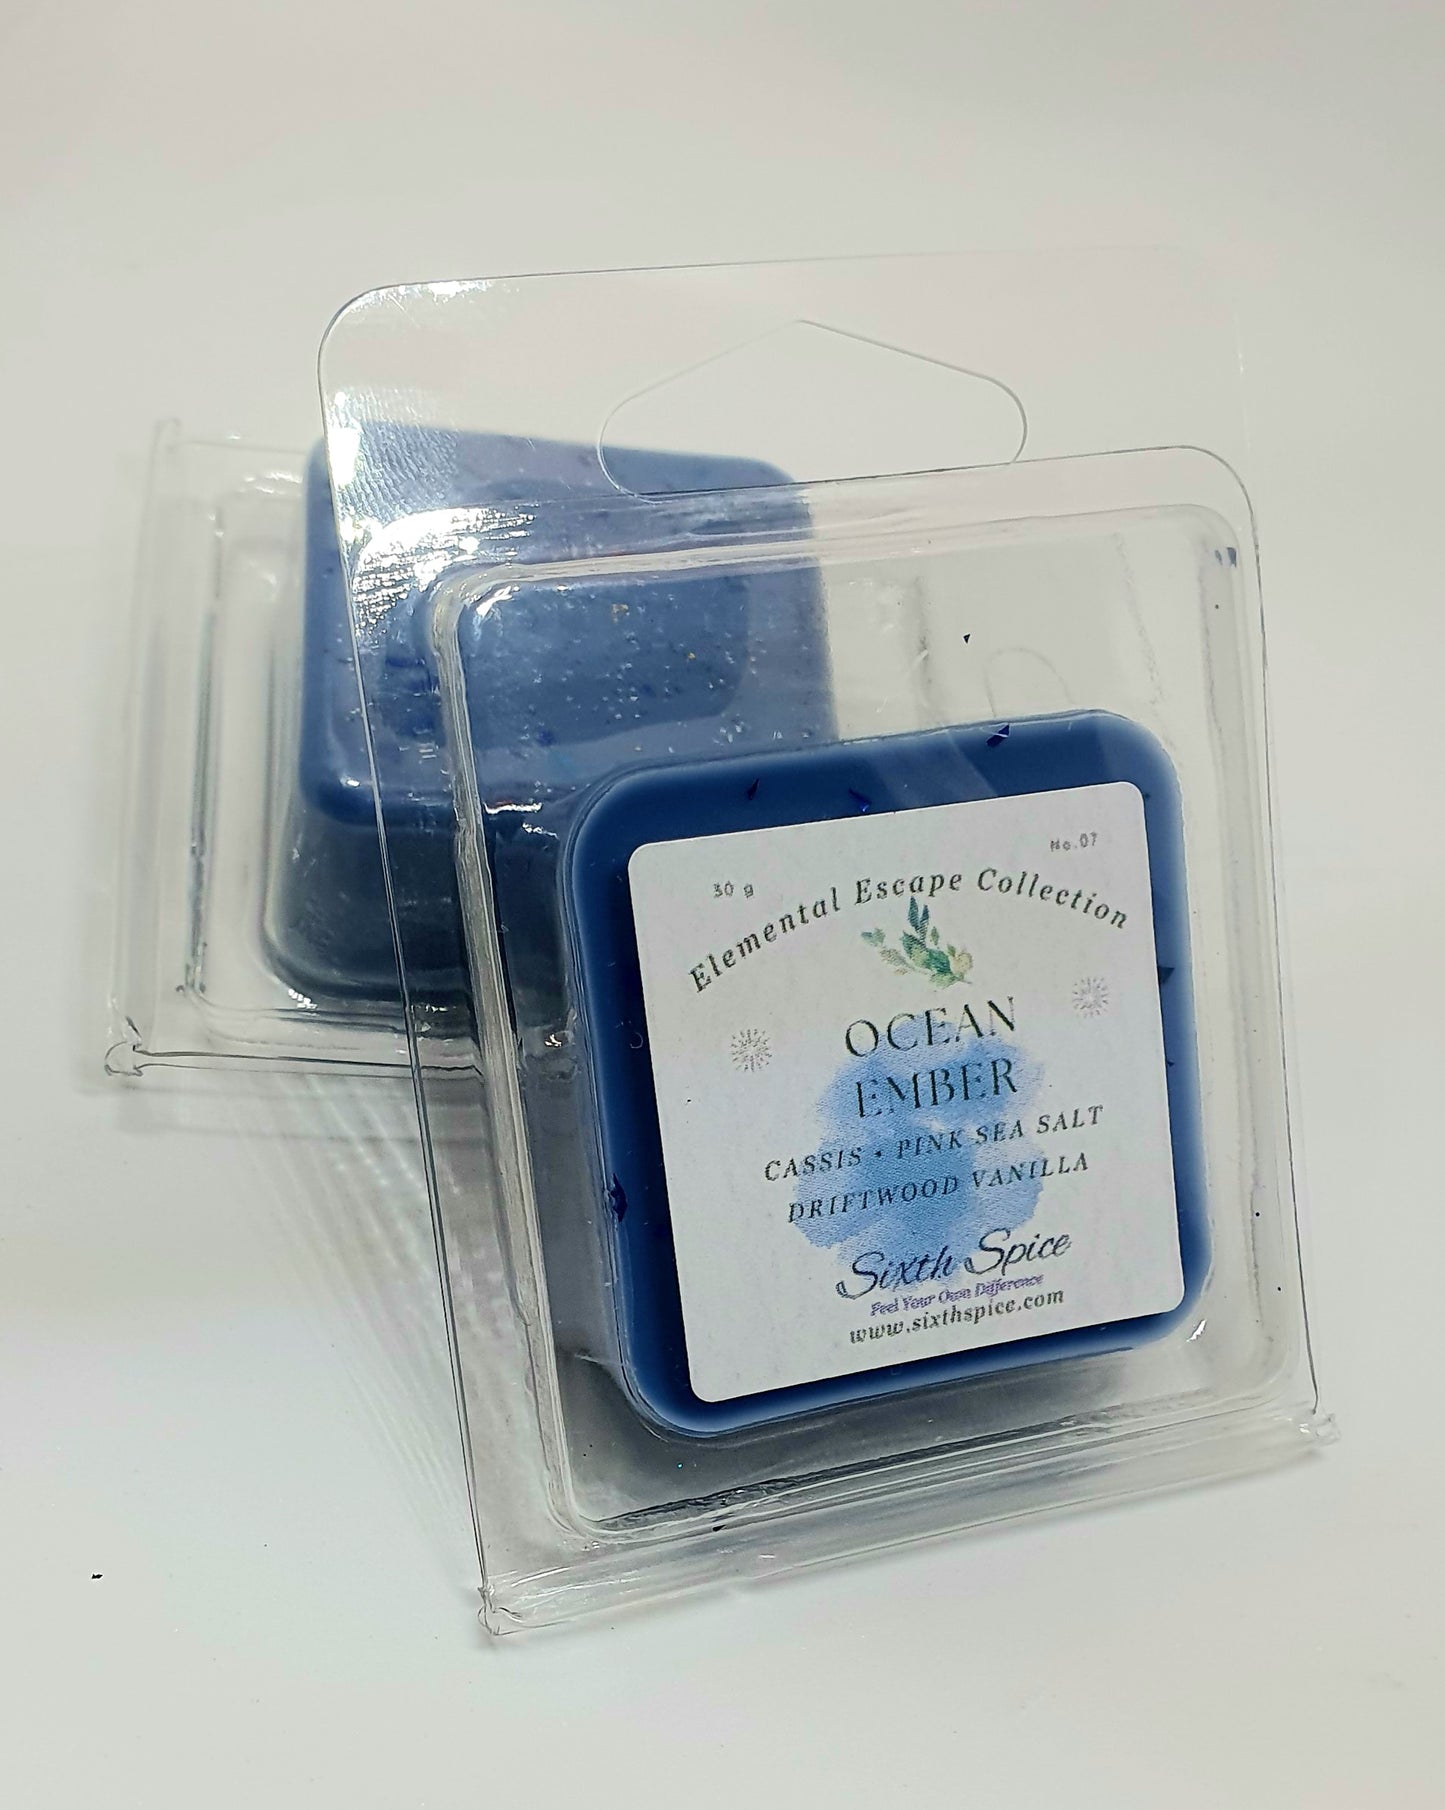 No.07
30 g
Elemental Escape Collection
OCEAN
EMBER
CASSIS • PINK SEA SALT
DRIFTWOOD VANILLA
Sixth Spice
Feel Your Own Difference
www.sixthspice.com